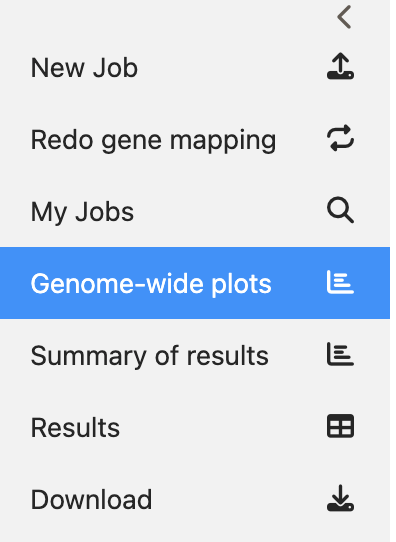 New Job
Redo gene mapping
My Jobs
Genome-wide plots
Summary of results
Results
Download